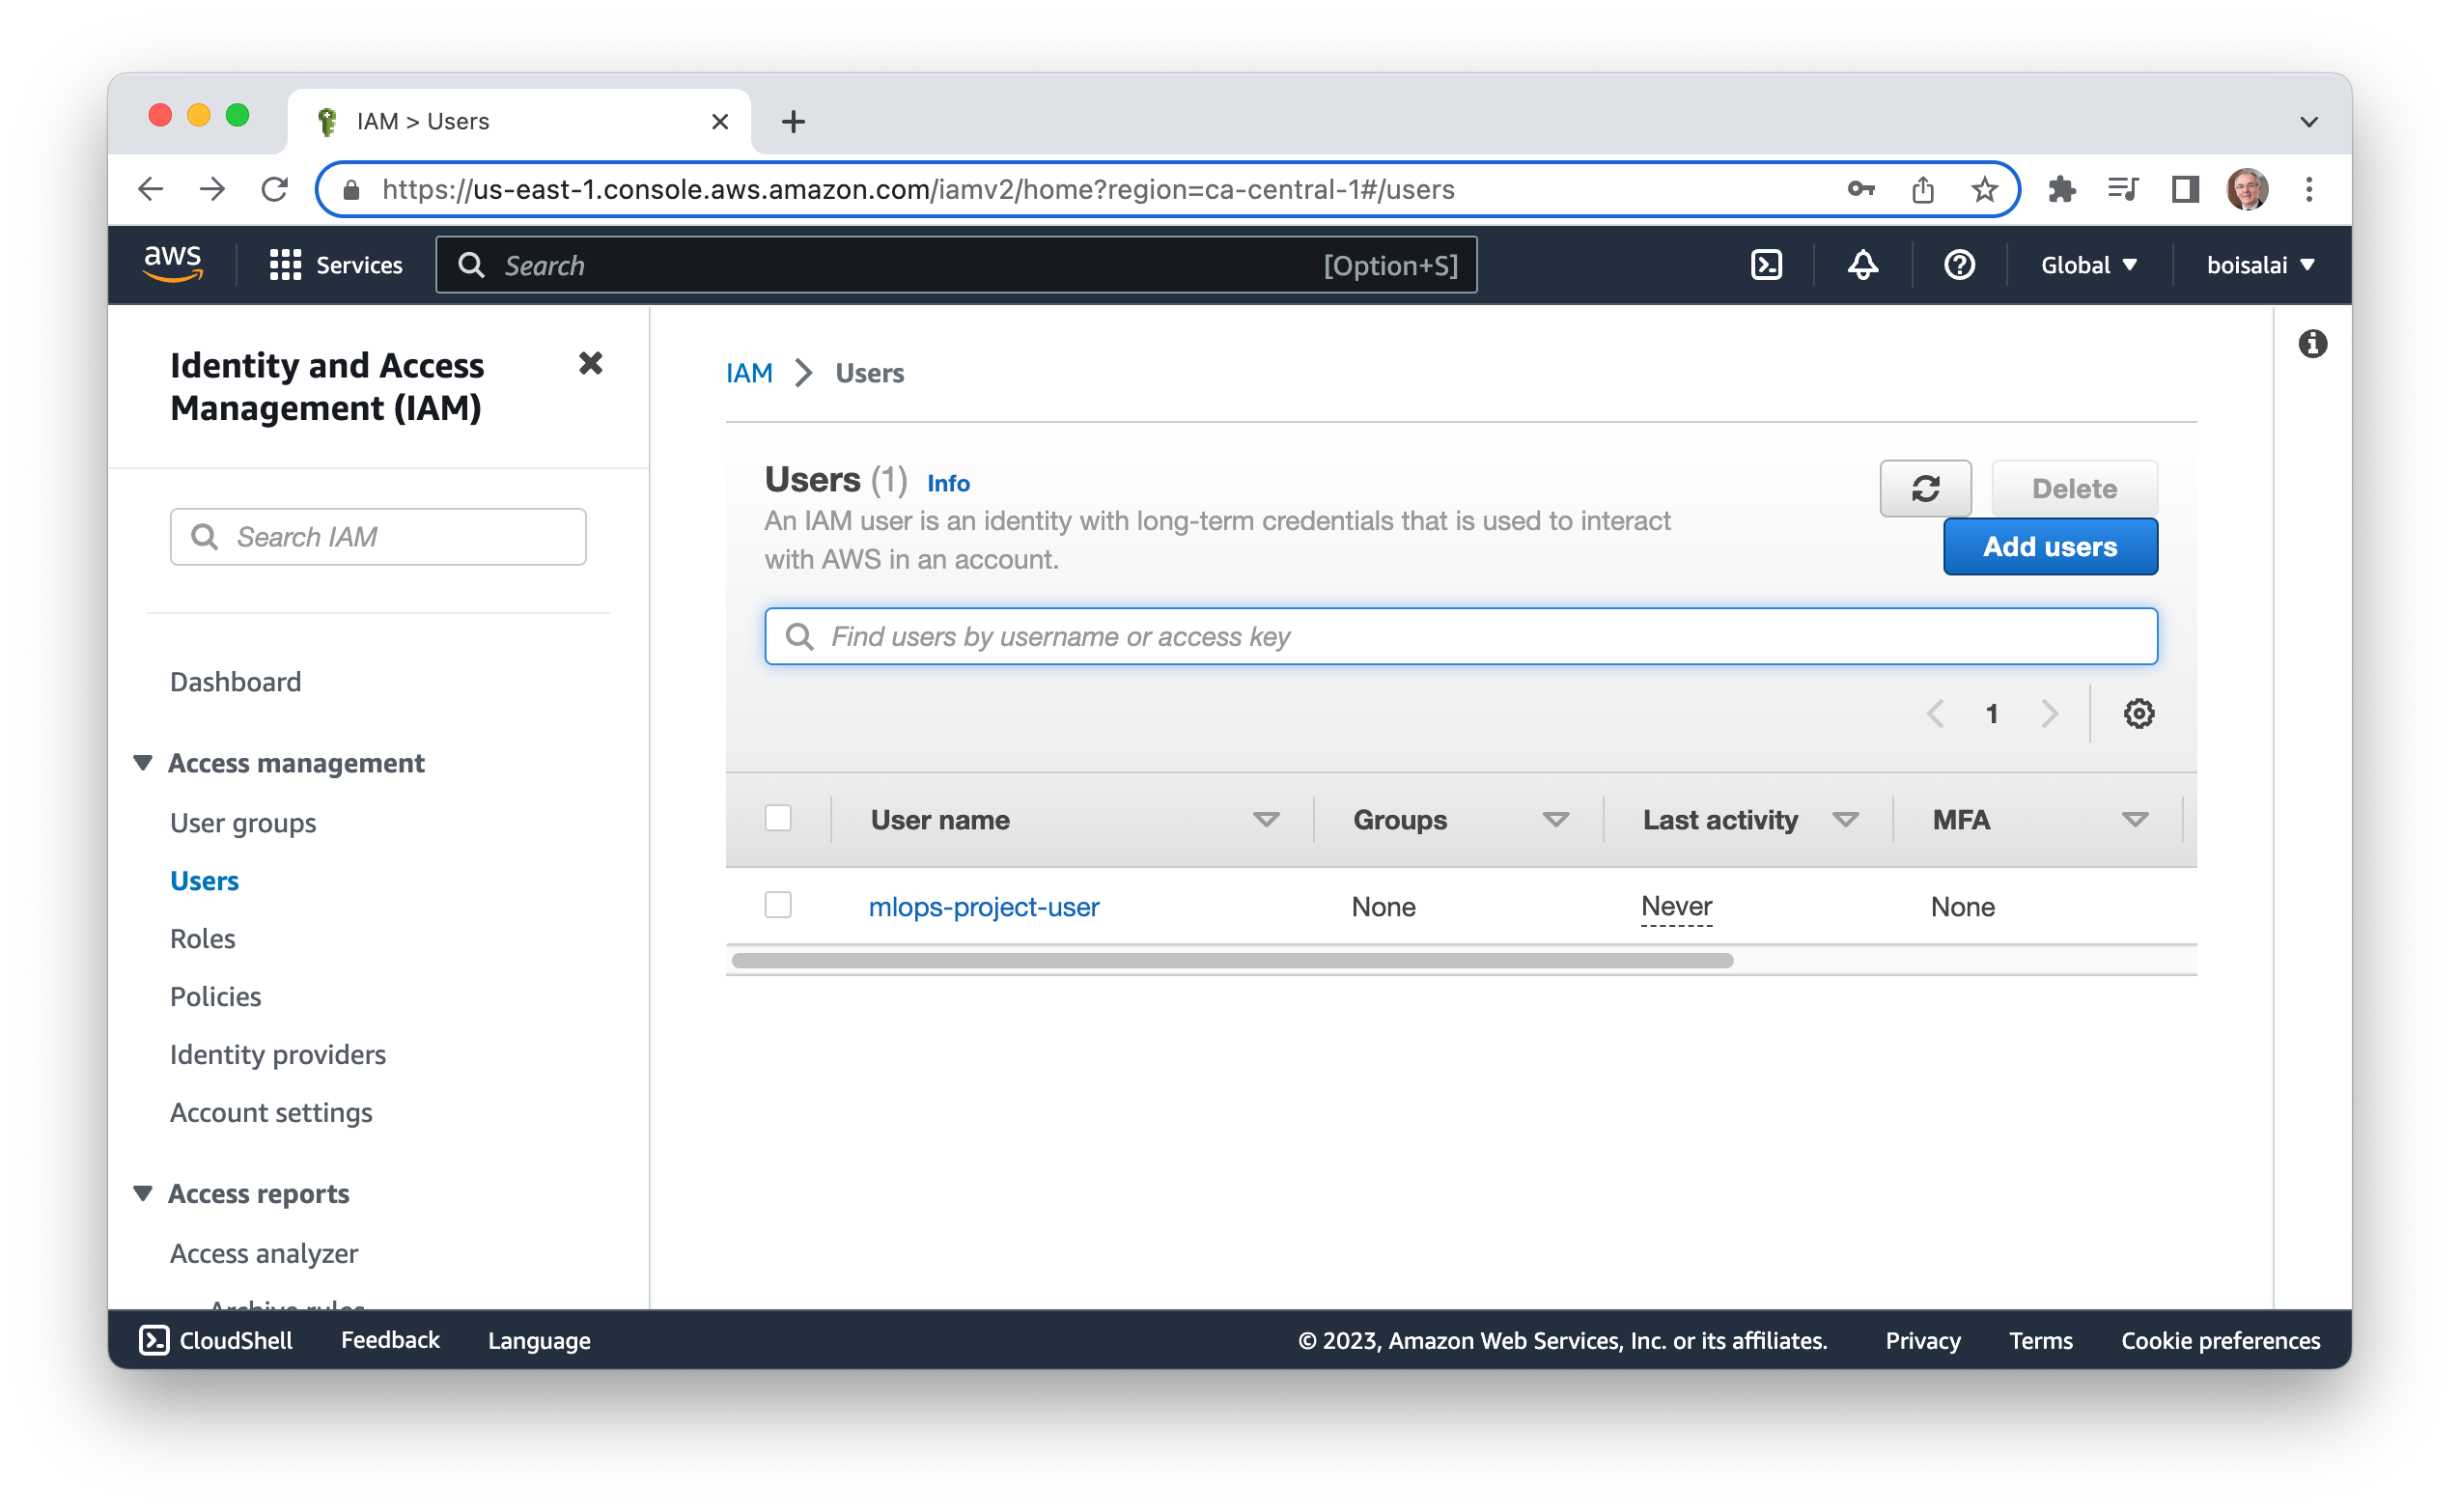 IAM > Users
https://us-east-1.console.aws.amazon.com/iamv2/home?region=ca-central-1#/users
aws
Services
Search
[Option+S]
Global
boisalai
Identity and Access
Management (IAM)
Search IAM
Dashboard
Access management
User groups
Users
Roles
Policies
Identity providers
Account settings
Access reports
Access analyzer
Archive rules
IAM
Users
Users (1) Info
An IAM user is an identity with long-term credentials that is used to interact
with AWS in an account.
Delete
Add users
Find users by username or access key
1
User name Groups Last activity MFA
mlops-project-user None Never None
CloudShell Feedback Language © 2023, Amazon Web Services, Inc. or its affiliates. Privacy Terms Cookie preferences